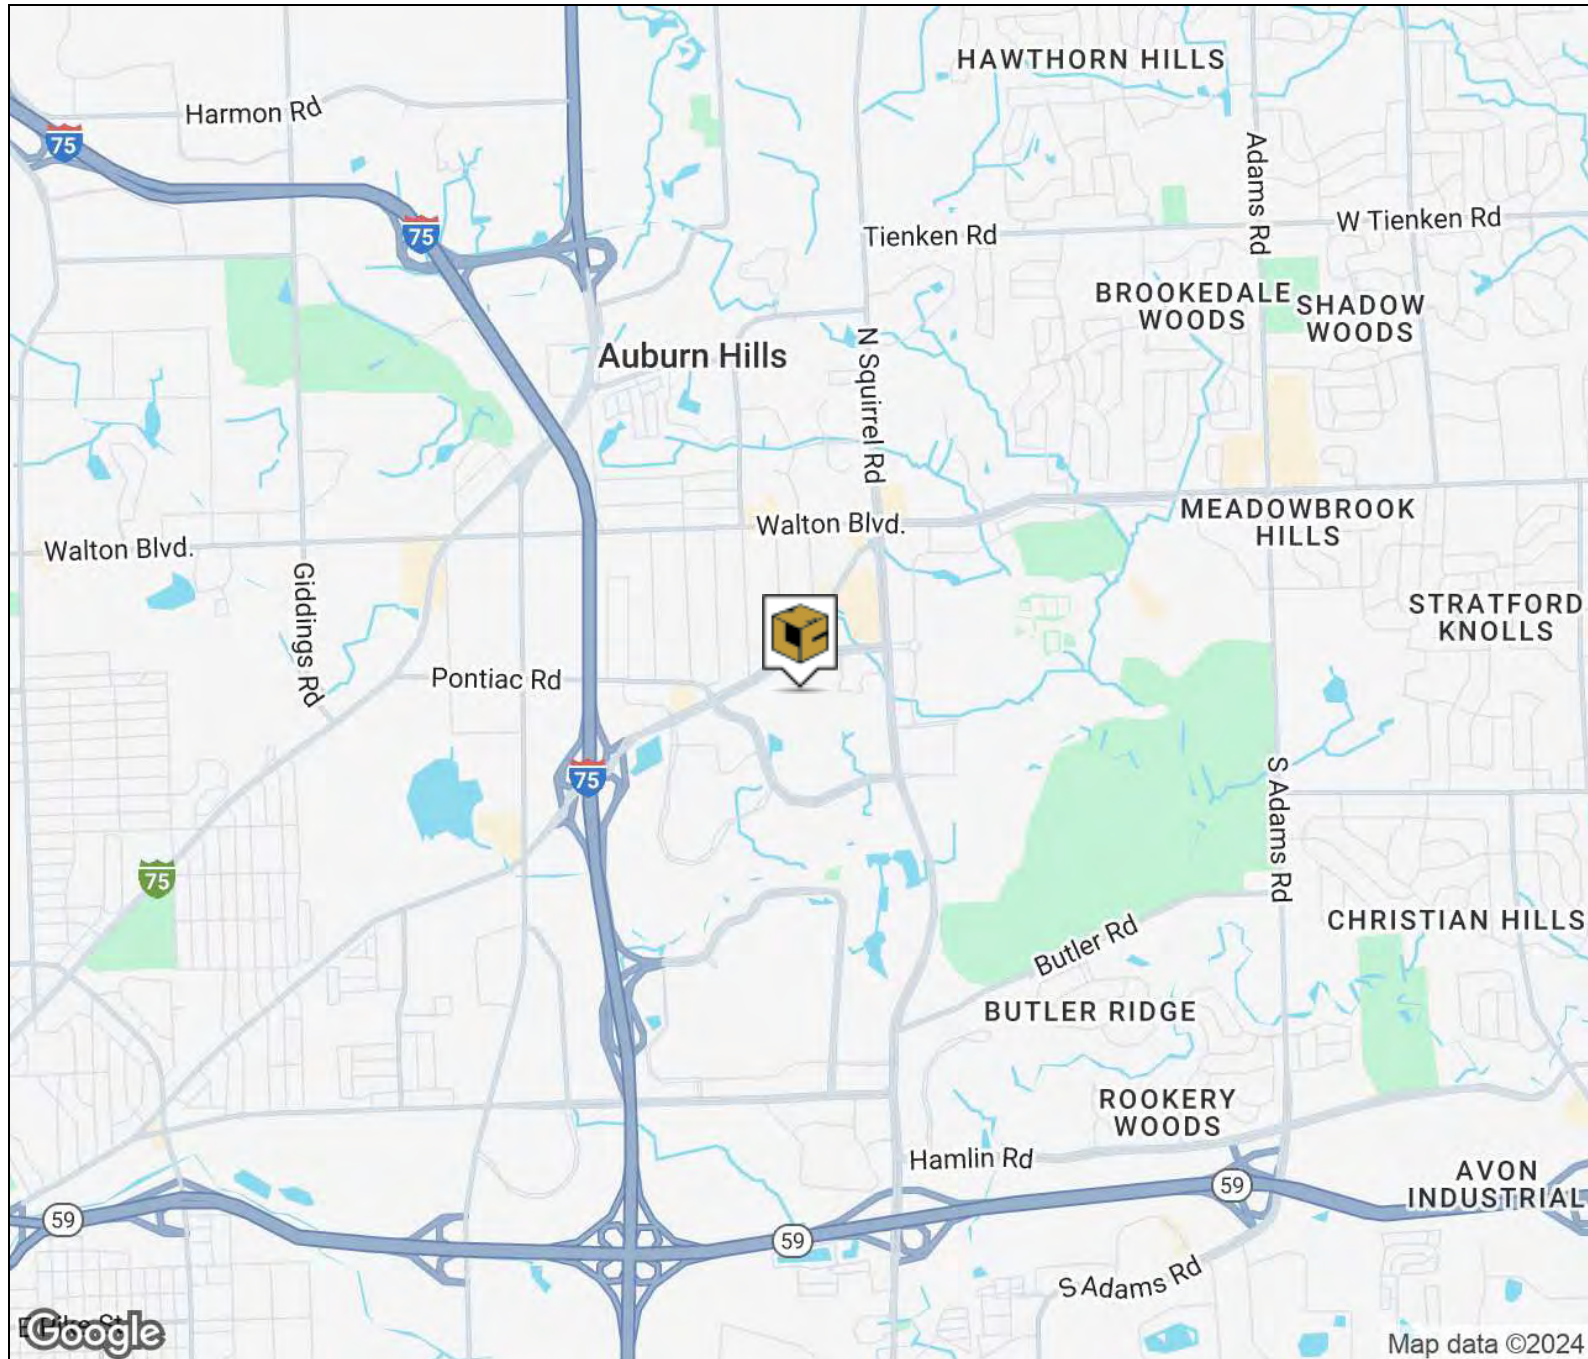 HAWTHORN HILLS
Harmon Rd
75
Adams Rd
W Tienken Rd
75
Tienken Rd
BROOKEDALE
WOODS
SHADOW
WOODS
Auburn Hills
N Squirrel Rd
MEADOWBROOK
HILLS
Walton Blvd.
Walton Blvd.
Giddings Rd
STRATFORD
KNOLLS
Pontiac Rd
75
S Adams Rd
75
CHRISTIAN HILLS
Butler Rd
BUTLER RIDGE
ROOKERY
WOODS
Hamlin Rd
AVON
INDUSTRIAL
59
59
59
S Adams Rd
E Pike St
Google
Map data ©2024